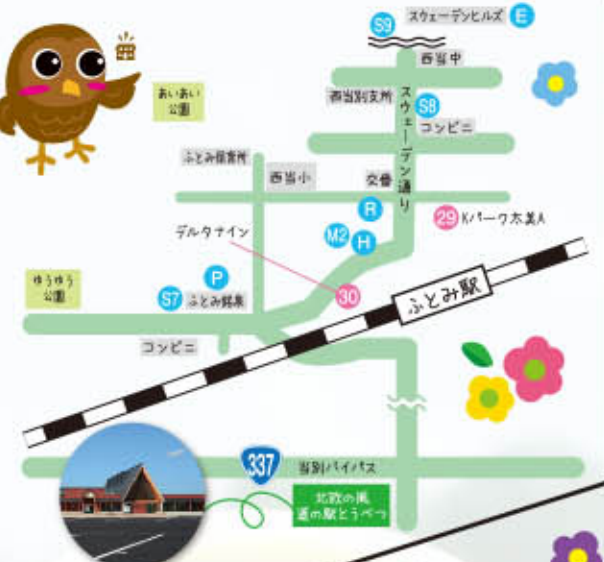 S9
スウェーデンヒルズ
E
西当中
あいあい
公園
西当別支所
S8
コンビニ
スウェーデン通り
ふとみ保育所
西当小
交番
R
29
Kパーク太美A
デルタナイン
M2
H
ゆうゆう
公園
P
S7
ふとみ銘泉
30
ふとみ駅
コンビニ
337
当別バイパス
北欧の風
道の駅とうべつ